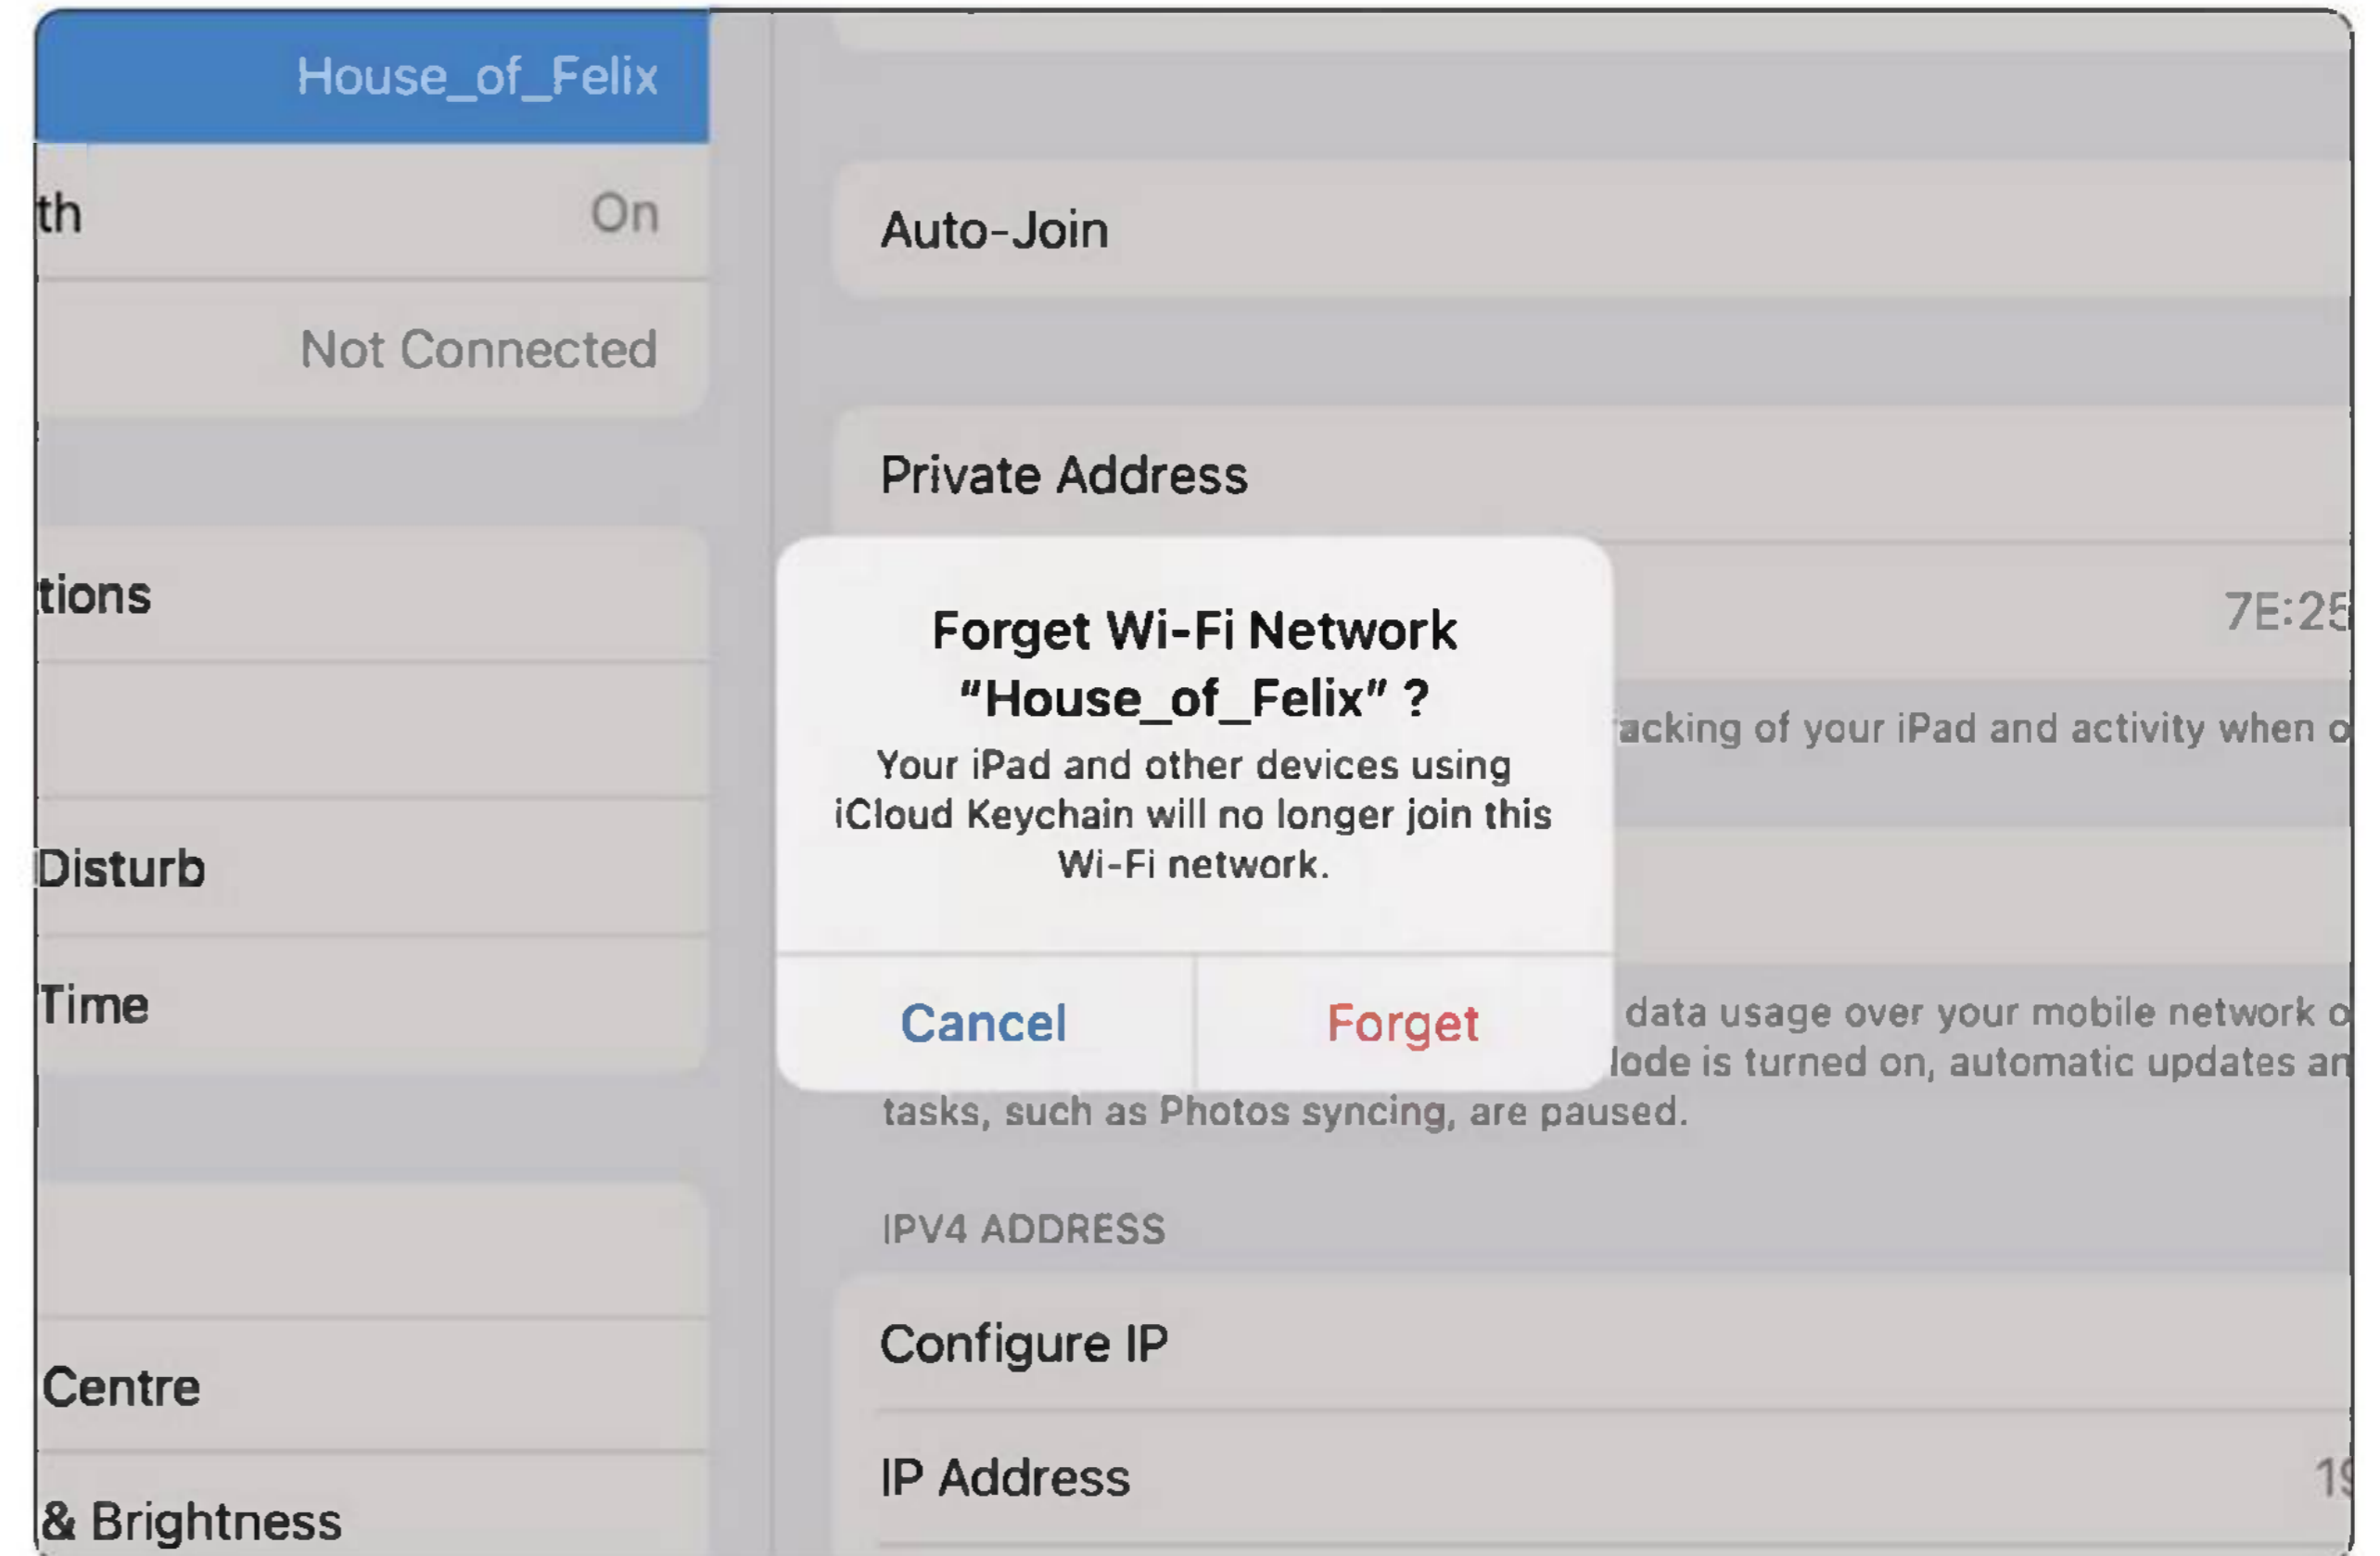 House_of_Felix
th
On
Not Connected
tions
Disturb
Time
Centre
& Brightness
Auto-Join
Private Address
7E:25
acking of your iPad and activity when o
data usage over your mobile network o
lode is turned on, automatic updates an
tasks, such as Photos syncing, are paused.
IPV4 ADDRESS
Configure IP
IP Address
19
Forget Wi-Fi Network
“House_of_Felix” ?
Your iPad and other devices using
iCloud Keychain will no longer join this
Wi-Fi network.
Cancel
Forget